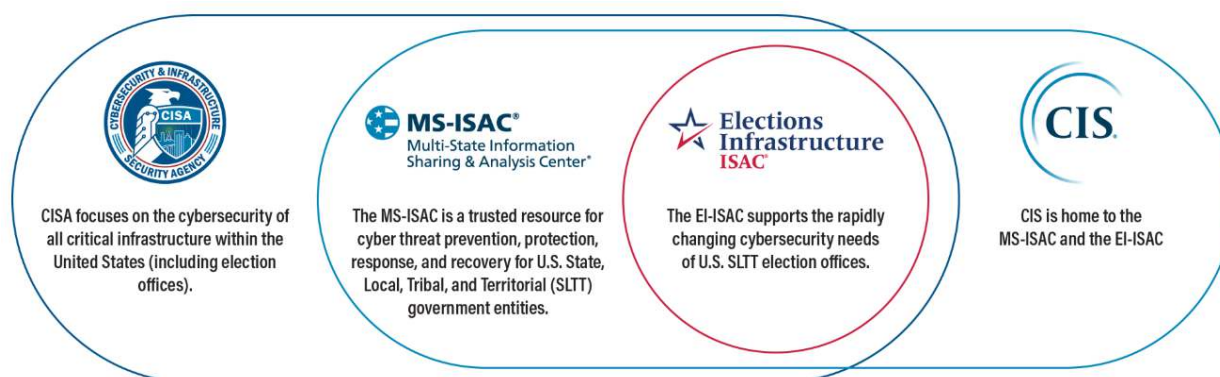 CYBERSECURITY & INFRASTRUCTURE
SECURITY AGENCY
CISA
CISA focuses on the cybersecurity of
all critical infrastructure within the
United States (including election
offices).
MS-ISAC®
Multi-State Information
Sharing & Analysis Center®
The MS-ISAC is a trusted resource for
cyber threat prevention, protection,
response, and recovery for U.S. State,
Local, Tribal, and Territorial (SLTT)
government entities.
Elections
Infrastructure
ISAC®
The EI-ISAC supports the rapidly
changing cybersecurity needs
of U.S. SLTT election offices.
CIS®
CIS is home to the
MS-ISAC and the EI-ISAC